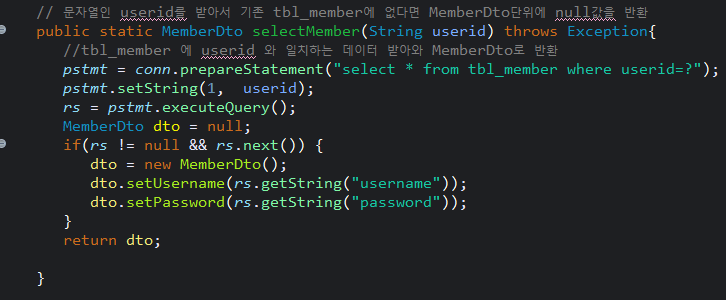 // 문자열인 userid를 받아서 기존 tbl_member에 없다면 MemberDto단위에 null값을 반환
public static MemberDto selectMember(String userid) throws Exception{
//tbl_member 에 userid 와 일치하는 데이터 받아와 MemberDto로 반환
pstmt = conn.prepareStatement("select * from tbl_member where userid=?");
pstmt.setString(1,  userid);
rs = pstmt.executeQuery();
MemberDto dto = null;
if(rs != null && rs.next()) {
dto = new MemberDto();
dto.setUsername(rs.getString("username"));
dto.setPassword(rs.getString("password"));
}
return dto;
}